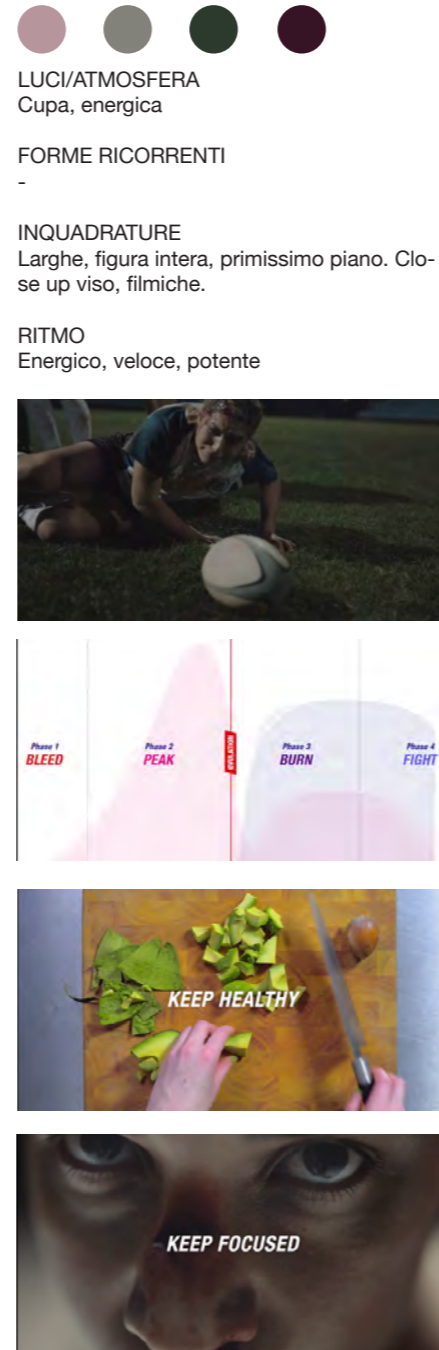 LUCI/ATMOSFERA
Cupa, energica
FORME RICORRENTI
-
INQUADRATURE
Larghe, figura intera, primissimo piano. Clo-
se up viso, filmiche.
RITMO
Energico, veloce, potente
Phase 1
BLEED
Phase 2
PEAK
OVULATION
Phase 3
BURN
Phase 4
FIGHT
KEEP HEALTHY
KEEP FOCUSED